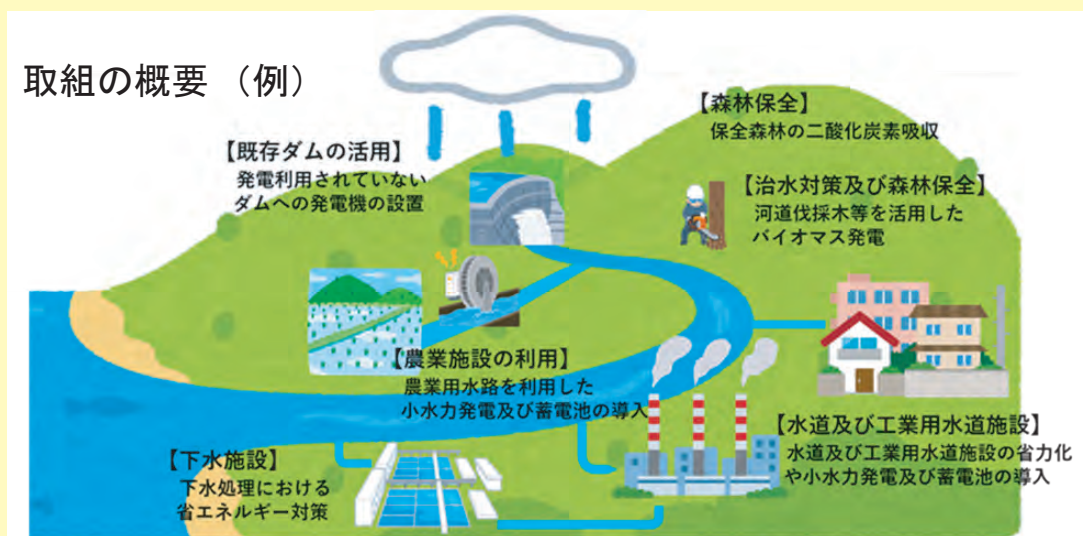 取組の概要 （例）
【森林保全】
保全森林の二酸化炭素吸収
【既存ダムの活用】
発電利用されていない
ダムへの発電機の設置
【治水対策及び森林保全】
河道伐採木等を活用した
バイオマス発電
【農業施設の利用】
農業用水路を利用した
小水力発電及び蓄電池の導入
【水道及び工業用水道施設】
水道及び工業用水道施設の省力化
や小水力発電及び蓄電池の導入
【下水施設】
下水処理における
省エネルギー対策